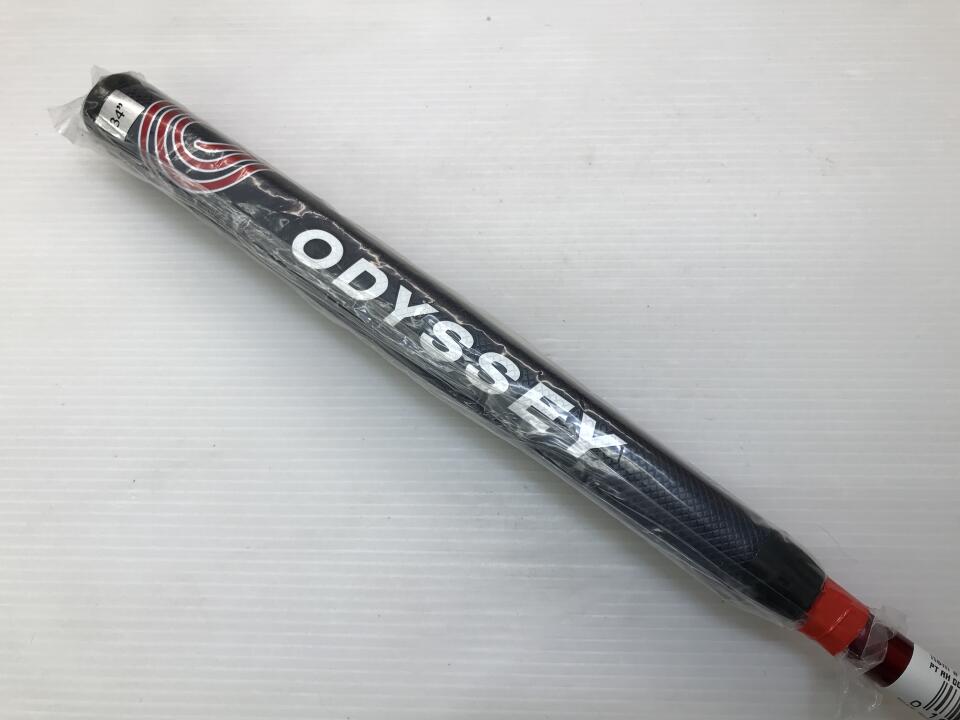 34"
ODYSSEY
PT RH